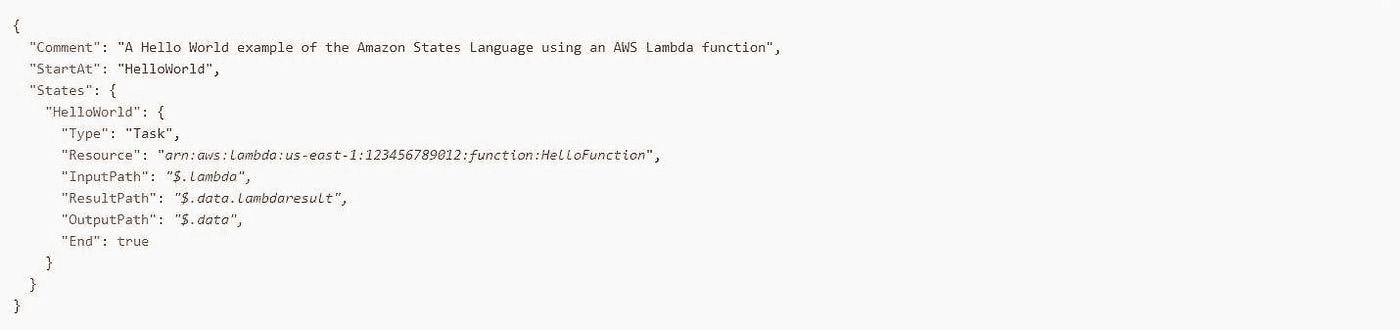 {
  "Comment": "A Hello World example of the Amazon States Language using an AWS Lambda function",
  "StartAt": "HelloWorld",
  "States": {
    "HelloWorld": {
      "Type": "Task",
      "Resource": "arn:aws:lambda:us-east-1:123456789012:function:HelloFunction",
      "InputPath": "$.lambda",
      "ResultPath": "$.data.lambdaresult",
      "OutputPath": "$.data",
      "End": true
    }
  }
}